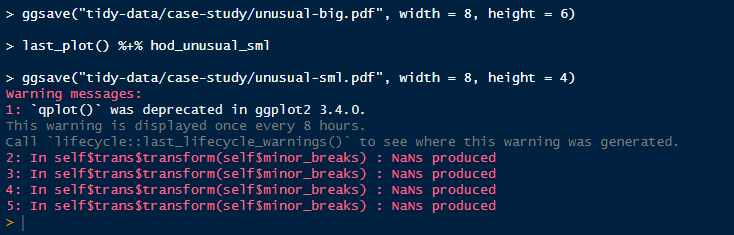 > ggsave("tidy-data/case-study/unusual-big.pdf", width = 8, height = 6)
> last_plot() %+% hod_unusual_sml
> ggsave("tidy-data/case-study/unusual-sml.pdf", width = 8, height = 4)
Warning messages:
1: `qplot()` was deprecated in ggplot2 3.4.0.
This warning is displayed once every 8 hours.
Call `lifecycle::last_lifecycle_warnings()` to see where this warning was generated.
2: In self$trans$transform(self$minor_breaks) : NaNs produced
3: In self$trans$transform(self$minor_breaks) : NaNs produced
4: In self$trans$transform(self$minor_breaks) : NaNs produced
5: In self$trans$transform(self$minor_breaks) : NaNs produced
>